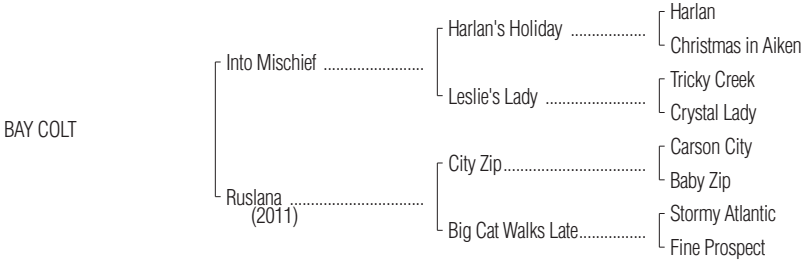 Harlan
Harlan's Holiday ..................
Christmas in Aiken
Into Mischief ........................
Tricky Creek
Leslie's Lady ........................
Crystal Lady
BAY COLT
Carson City
City Zip..................................
Baby Zip
Ruslana ................................
(2011)
Stormy Atlantic
Big Cat Walks Late................
Fine Prospect